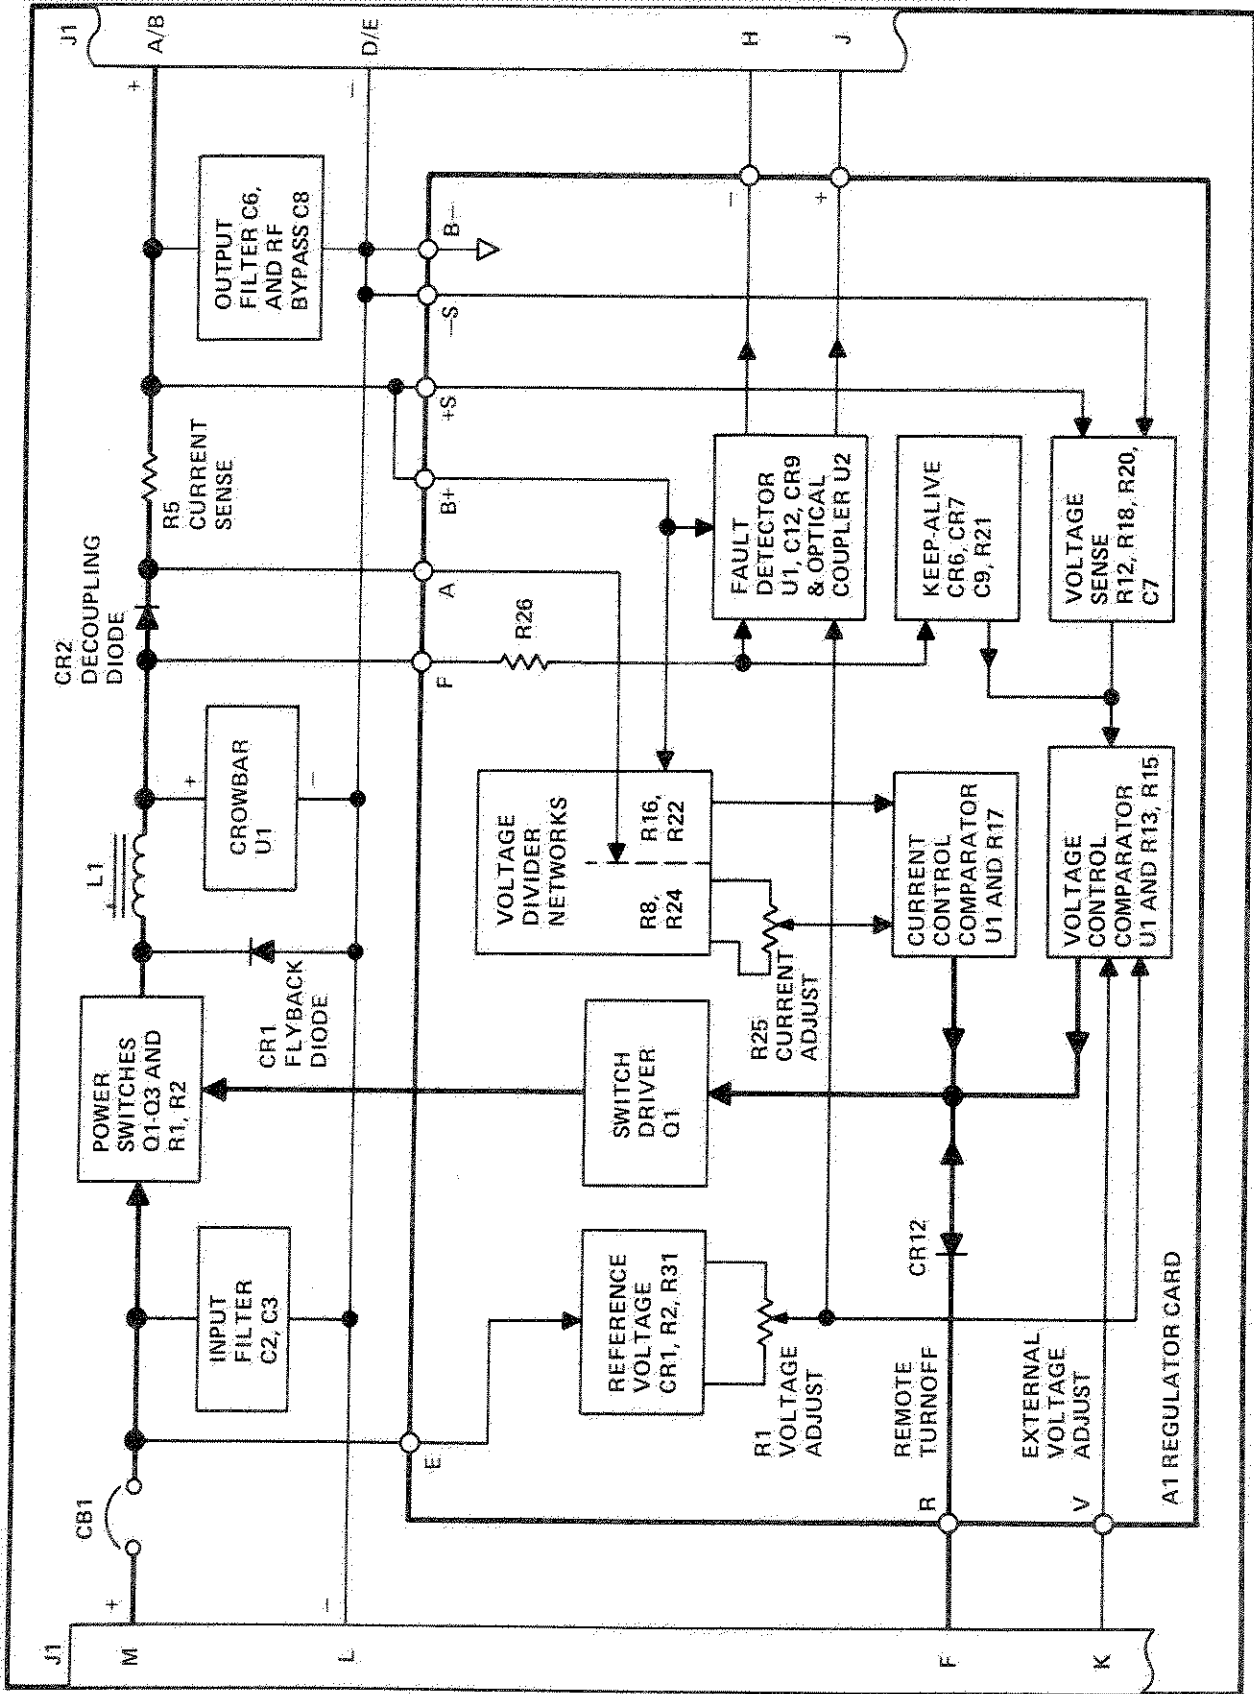 J1
A/B
D/E
H
J
+
−
OUTPUT
FILTER C6,
AND RF
BYPASS C8
B−
−S
+S
B+
A
F
−
+
R5
CURRENT
SENSE
CR2
DECOUPLING
DIODE
R26
FAULT
DETECTOR
U1, C12, CR9
& OPTICAL
COUPLER U2
KEEP-ALIVE
CR6, CR7
C9, R21
VOLTAGE
SENSE
R12, R18, R20,
C7
L1
+
CROWBAR
U1
−
VOLTAGE
DIVIDER
NETWORKS
R8,
R24
R16,
R22
R25
CURRENT
ADJUST
CURRENT
CONTROL
COMPARATOR
U1 AND R17
VOLTAGE
CONTROL
COMPARATOR
U1 AND R13, R15
POWER
SWITCHES
Q1-Q3 AND
R1, R2
CR1
FLYBACK
DIODE
SWITCH
DRIVER
Q1
INPUT
FILTER
C2, C3
REFERENCE
VOLTAGE
CR1, R2, R31
R1
VOLTAGE
ADJUST
CR12
REMOTE
TURNOFF
EXTERNAL
VOLTAGE
ADJUST
A1 REGULATOR CARD
CB1
E
R
V
+
−
J1
M
L
F
K